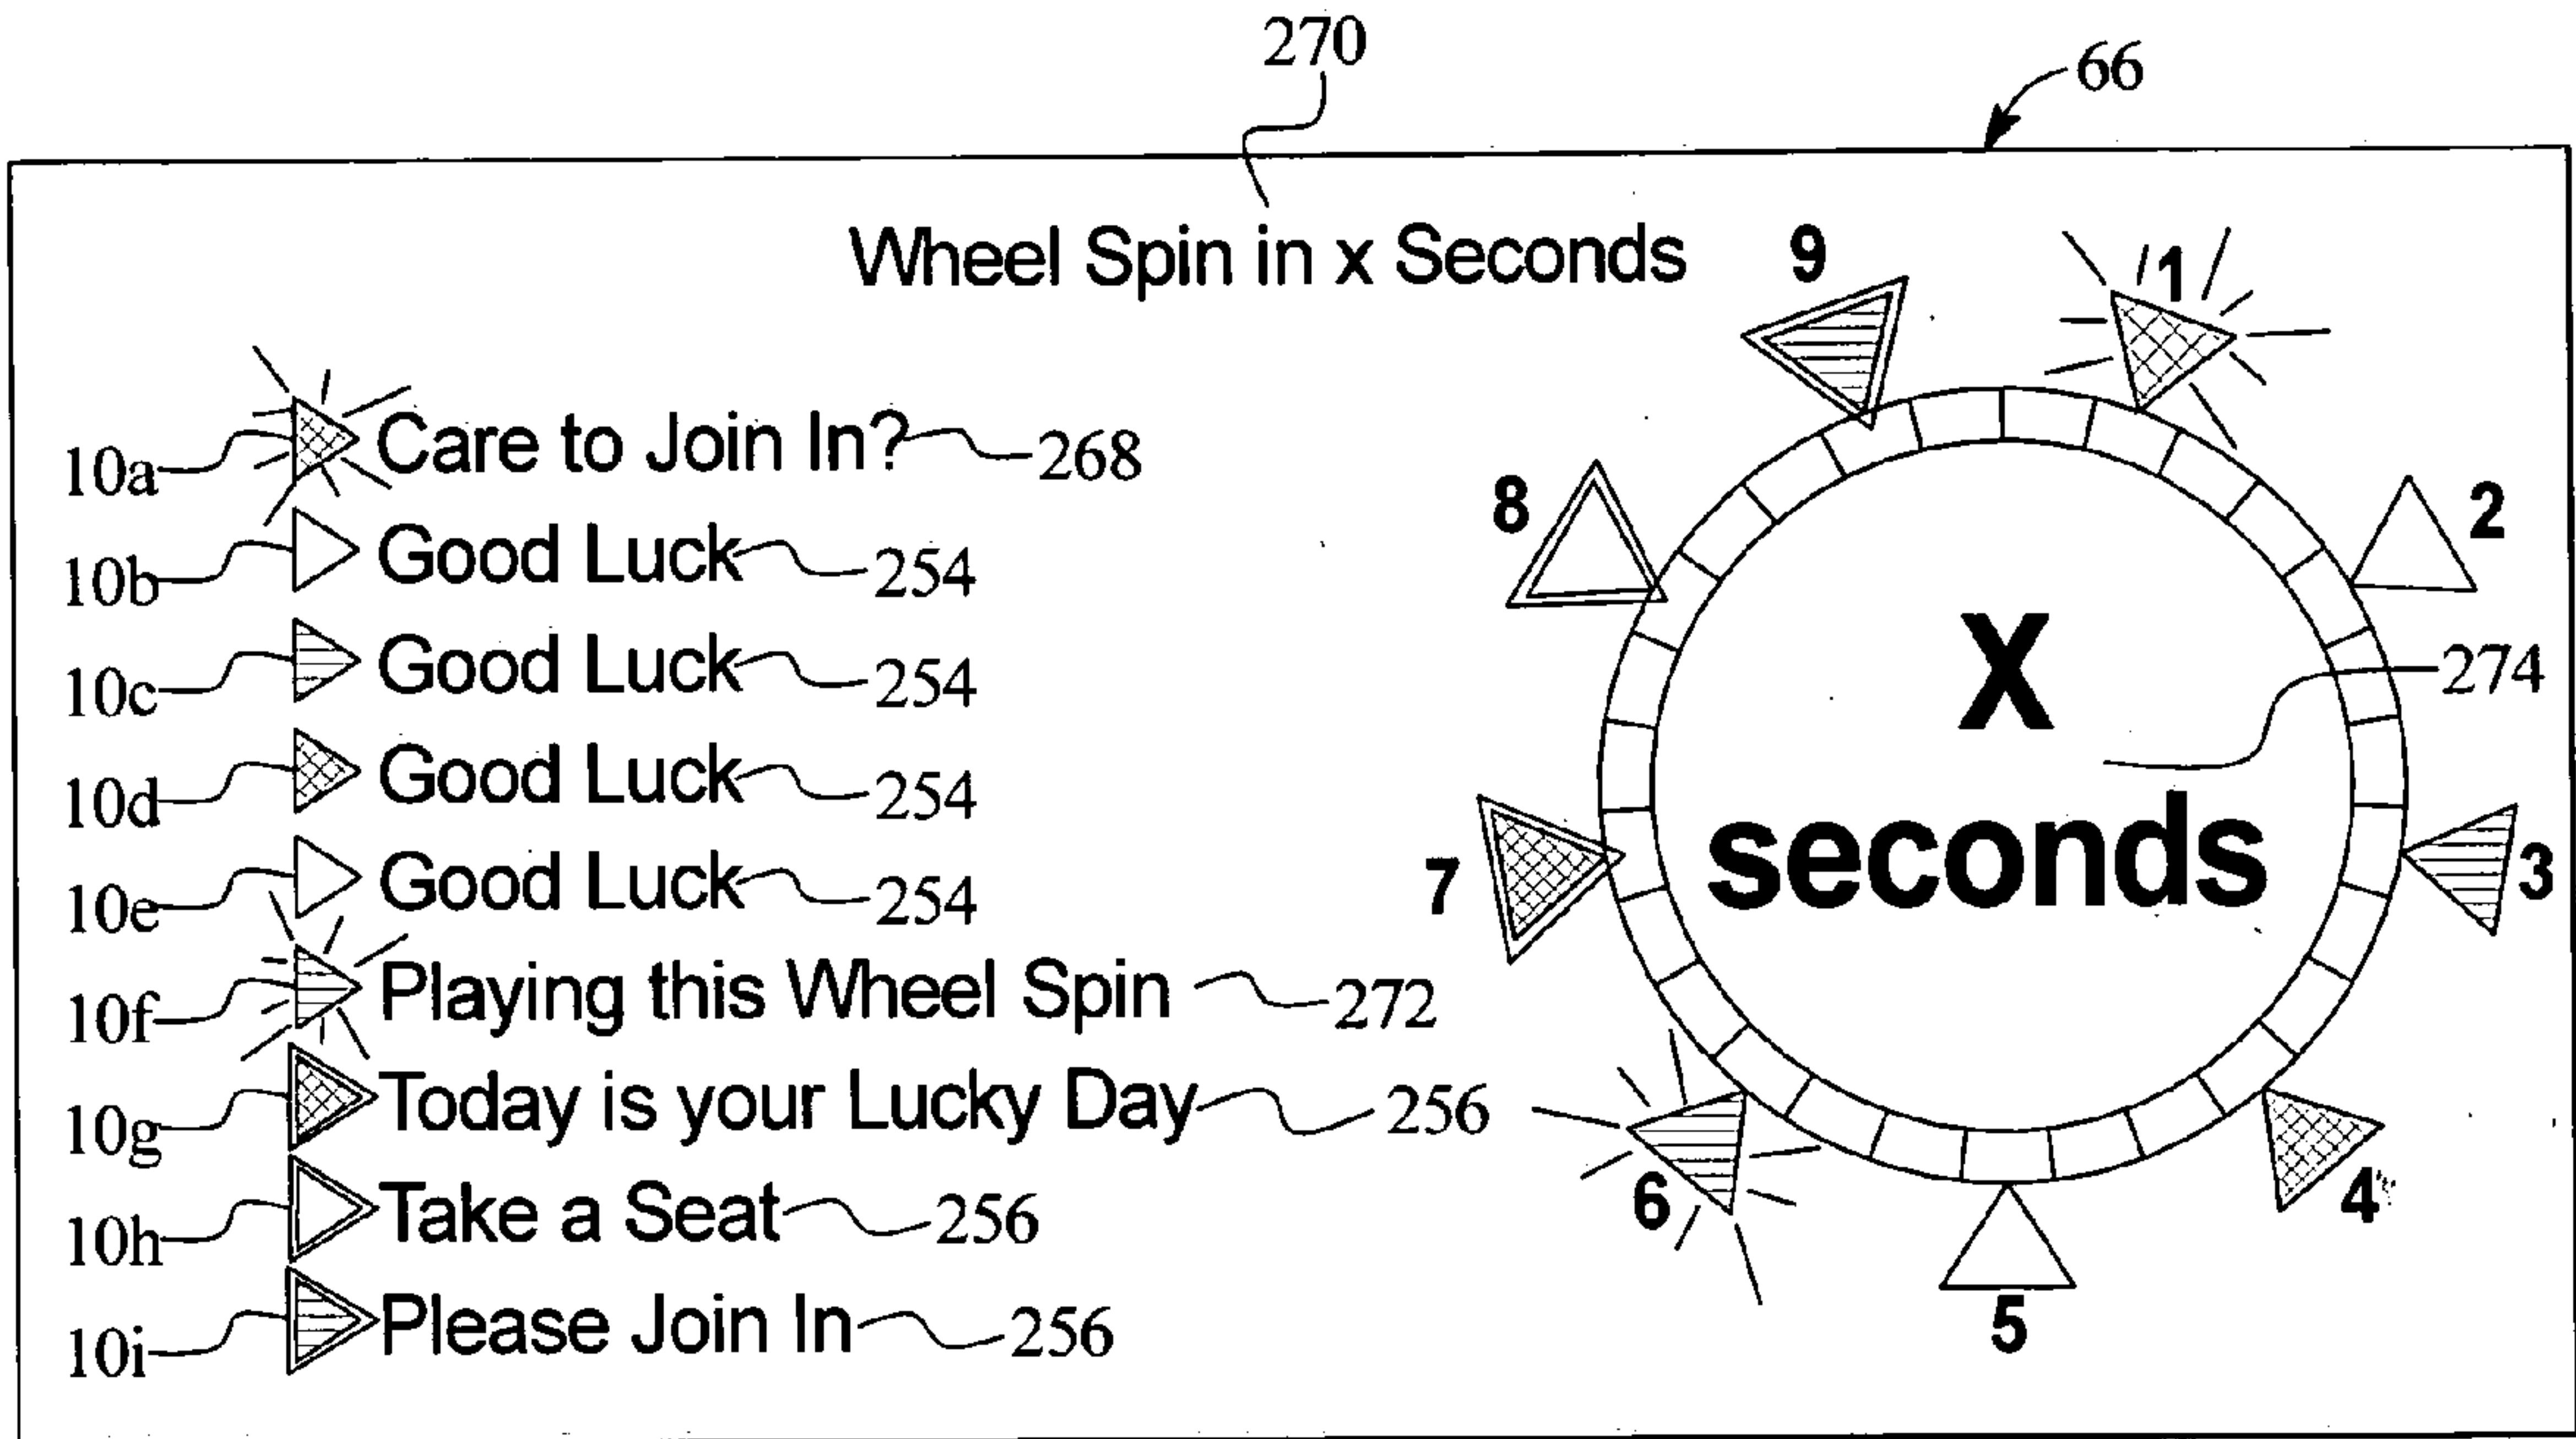 270
66
Wheel Spin in x Seconds
9
1
10a Care to Join In? 268
8
2
10b Good Luck 254
X
10c Good Luck 254
274
10d Good Luck 254
seconds
7
3
10e Good Luck 254
10f Playing this Wheel Spin 272
10g Today is your Lucky Day 256
6
4
10h Take a Seat 256
5
10i Please Join In 256